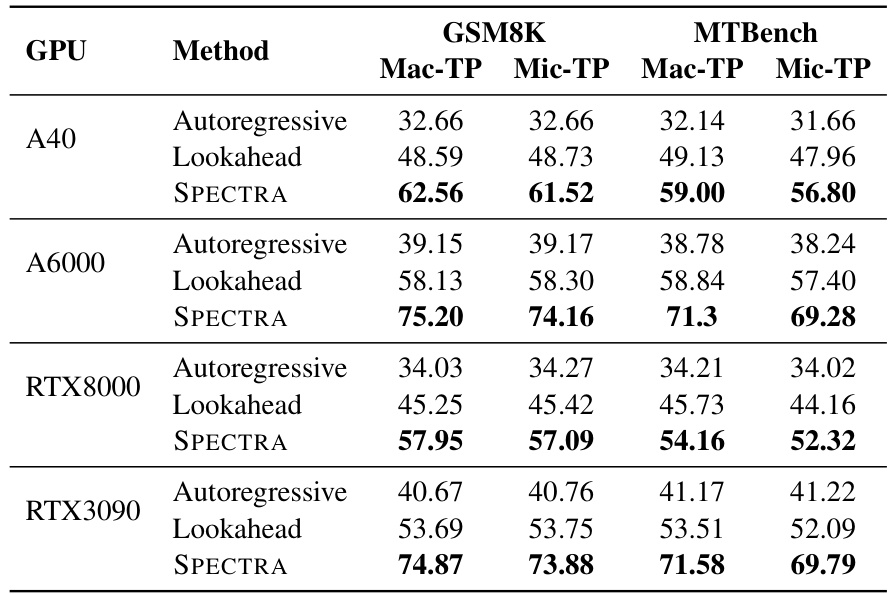 GPU Method GSM8K MTBench
Mac-TP Mic-TP Mac-TP Mic-TP
A40
Autoregressive 32.66 32.66 32.14 31.66
Lookahead 48.59 48.73 49.13 47.96
SPECTRA 62.56 61.52 59.00 56.80
A6000
Autoregressive 39.15 39.17 38.78 38.24
Lookahead 58.13 58.30 58.84 57.40
SPECTRA 75.20 74.16 71.3 69.28
RTX8000
Autoregressive 34.03 34.27 34.21 34.02
Lookahead 45.25 45.42 45.73 44.16
SPECTRA 57.95 57.09 54.16 52.32
RTX3090
Autoregressive 40.67 40.76 41.17 41.22
Lookahead 53.69 53.75 53.51 52.09
SPECTRA 74.87 73.88 71.58 69.79